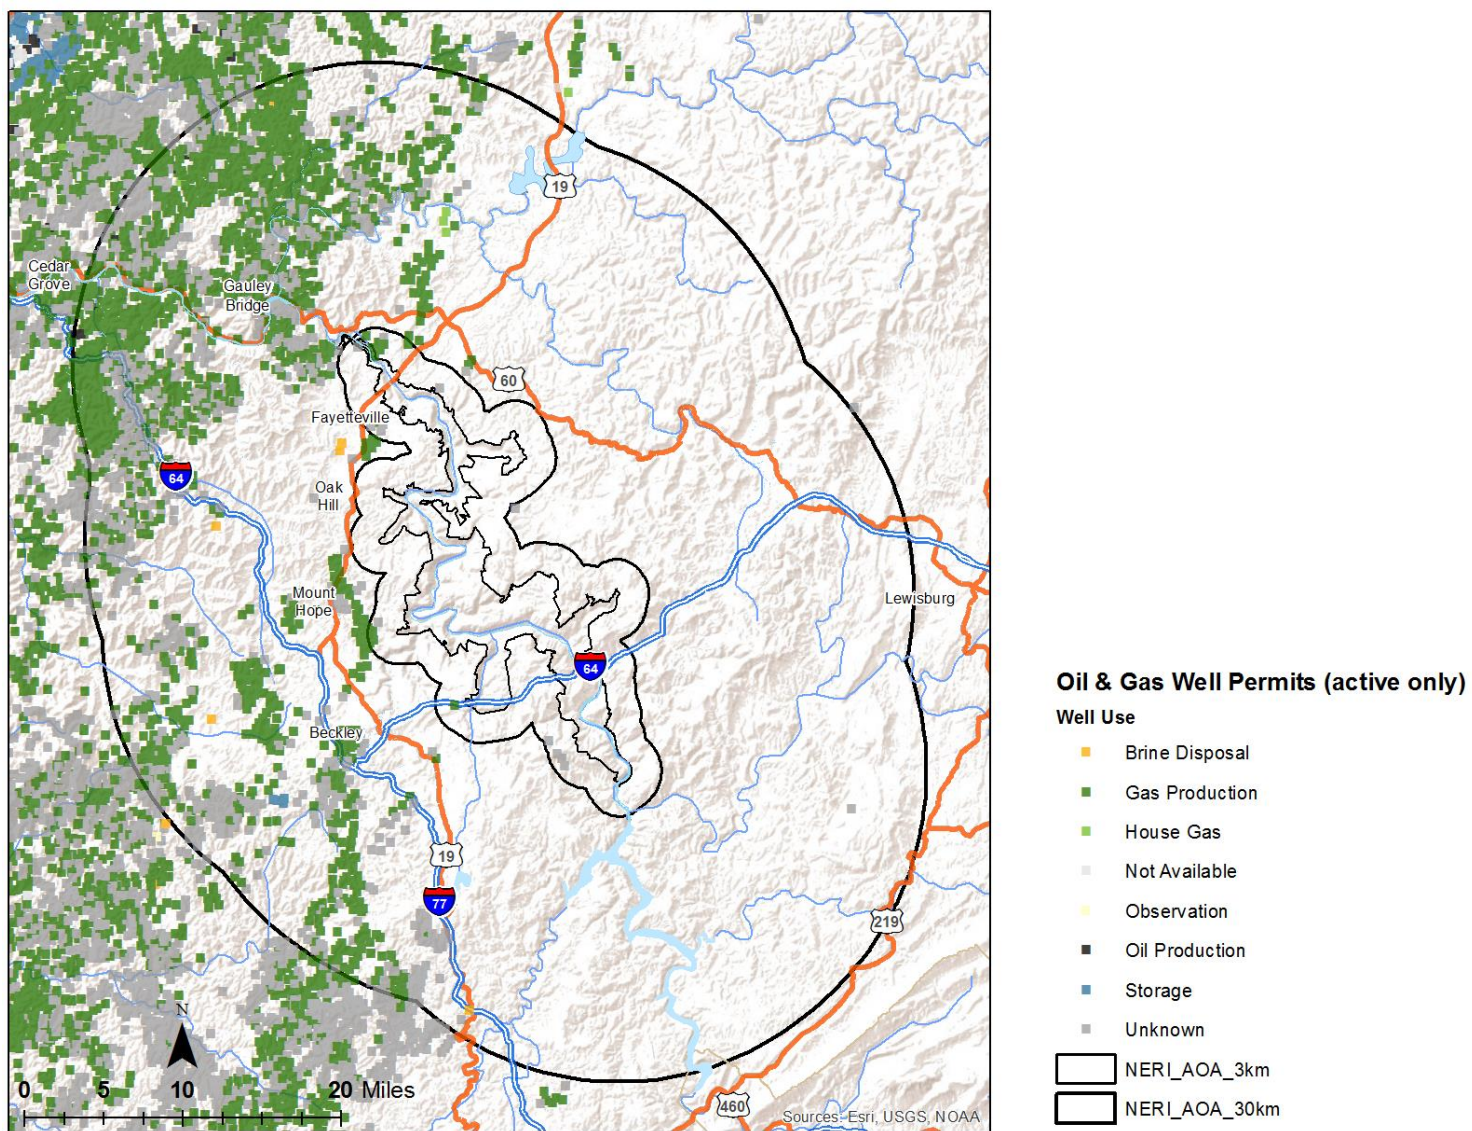 19
Cedar
Grove
Gauley
Bridge
60
Fayetteville
64
Oak
Hill
Mount
Hope
Lewisburg
64
Beckley
19
77
219
N
0 5 10 20 Miles
460
Sources: Esri, USGS, NOAA
Oil & Gas Well Permits (active only)
Well Use
Brine Disposal
Gas Production
House Gas
Not Available
Observation
Oil Production
Storage
Unknown
NERI_AOA_3km
NERI_AOA_30km